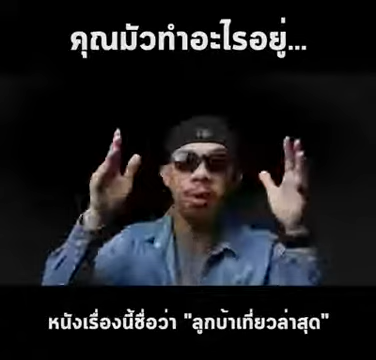 คุณมัวทำอะไรอยู่...
หนังเรื่องนี้ชื่อว่า "ลูกบ้าเที่ยวล่าสุด"